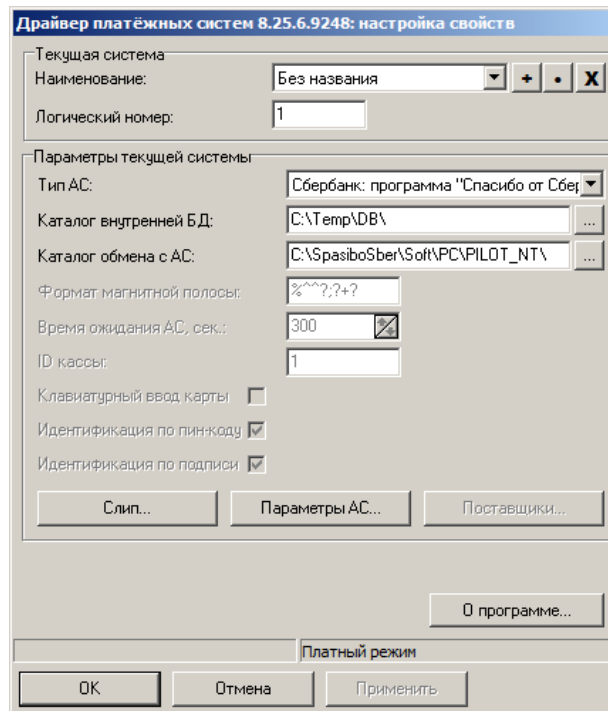 Драйвер платёжных систем 8.25.6.9248: настройка свойств
Текущая система
Наименование: Без названия + • X
Логический номер: 1
Параметры текущей системы
Тип АС: Сбербанк: программа "Спасибо от Сбер
Каталог внутренней БД: C:\Temp\DB\ ...
Каталог обмена с АС: C:\SpasiboSber\Soft\PC\PILOT_NT\ ...
Формат магнитной полосы: %^^?;?+?
Время ожидания АС, сек.: 300
ID кассы: 1
Клавиатурный ввод карты
Идентификация по пин-коду
Идентификация по подписи
Слип... Параметры АС... Поставщики...
О программе...
Платный режим
OK Отмена Применить